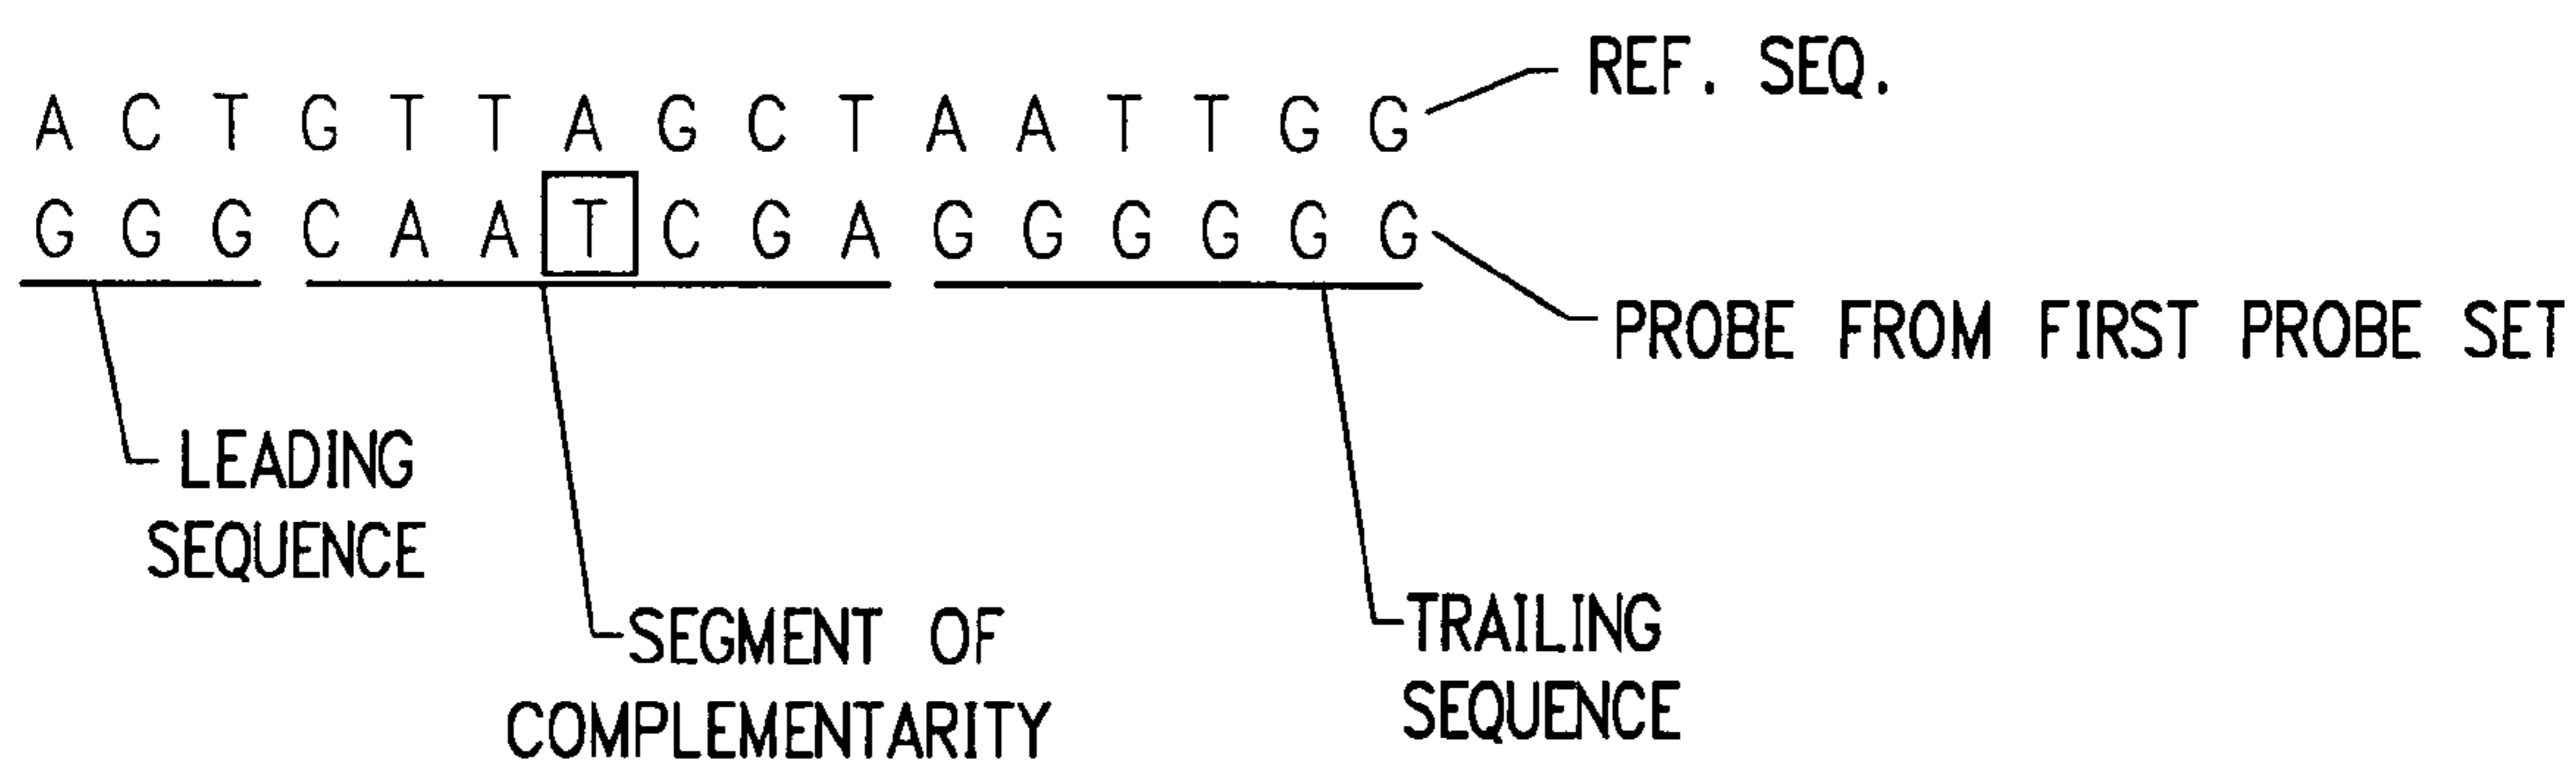 A C T G T T A G C T A A T T G G
REF. SEQ.
G G G C A A T C G A G G G G G G
PROBE FROM FIRST PROBE SET
LEADING
SEQUENCE
SEGMENT OF
COMPLEMENTARITY
TRAILING
SEQUENCE